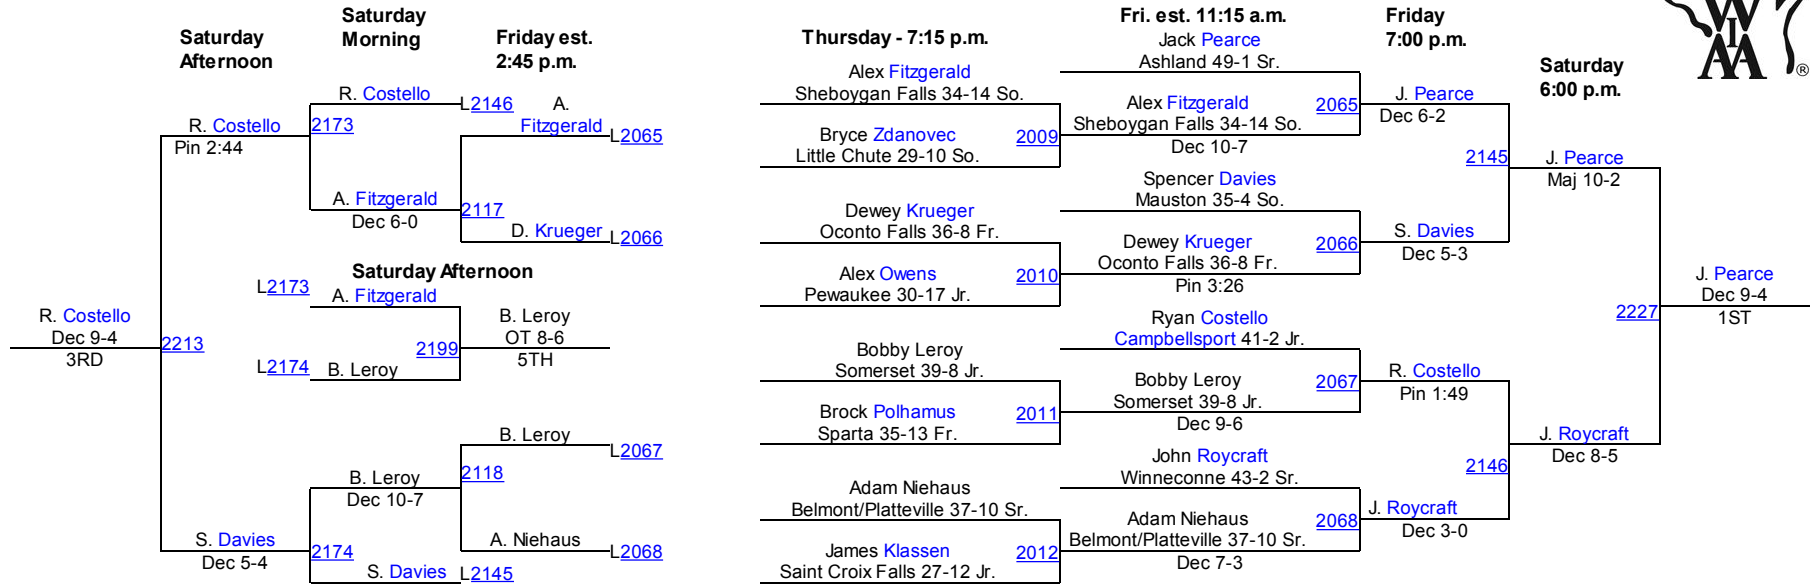 Saturday
Afternoon
Saturday
Morning
Friday est.
2:45 p.m.
R. Costello
L2146
A.
Fitzgerald
L2065
R. Costello
2173
Pin 2:44
A. Fitzgerald
2117
Dec 6-0
D. Krueger
L2066
Saturday Afternoon
L2173
A. Fitzgerald
R. Costello
Dec 9-4
3RD
2213
B. Leroy
OT 8-6
5TH
2199
L2174
B. Leroy
B. Leroy
L2067
B. Leroy
2118
Dec 10-7
S. Davies
2174
Dec 5-4
A. Niehaus
L2068
S. Davies
L2145
Thursday - 7:15 p.m.
Fri. est. 11:15 a.m.
Friday
7:00 p.m.
Saturday
6:00 p.m.
Alex Fitzgerald
Sheboygan Falls 34-14 So.
Bryce Zdanovec
2009
Little Chute 29-10 So.
Dewey Krueger
Oconto Falls 36-8 Fr.
Alex Owens
2010
Pewaukee 30-17 Jr.
Bobby Leroy
Somerset 39-8 Jr.
Brock Polhamus
2011
Sparta 35-13 Fr.
Adam Niehaus
Belmont/Platteville 37-10 Sr.
James Klassen
2012
Saint Croix Falls 27-12 Jr.
Jack Pearce
Ashland 49-1 Sr.
Alex Fitzgerald
2065
Sheboygan Falls 34-14 So.
Dec 10-7
Spencer Davies
Mauston 35-4 So.
Dewey Krueger
2066
Oconto Falls 36-8 Fr.
Pin 3:26
Ryan Costello
Campbellsport 41-2 Jr.
Bobby Leroy
2067
Somerset 39-8 Jr.
Dec 9-6
John Roycraft
Winneconne 43-2 Sr.
Adam Niehaus
2068
Belmont/Platteville 37-10 Sr.
Dec 7-3
J. Pearce
Dec 6-2
2145
S. Davies
Dec 5-3
R. Costello
Pin 1:49
2146
J. Roycraft
Dec 3-0
J. Pearce
Maj 10-2
2227
J. Roycraft
Dec 8-5
J. Pearce
Dec 9-4
1ST
WIAA
®